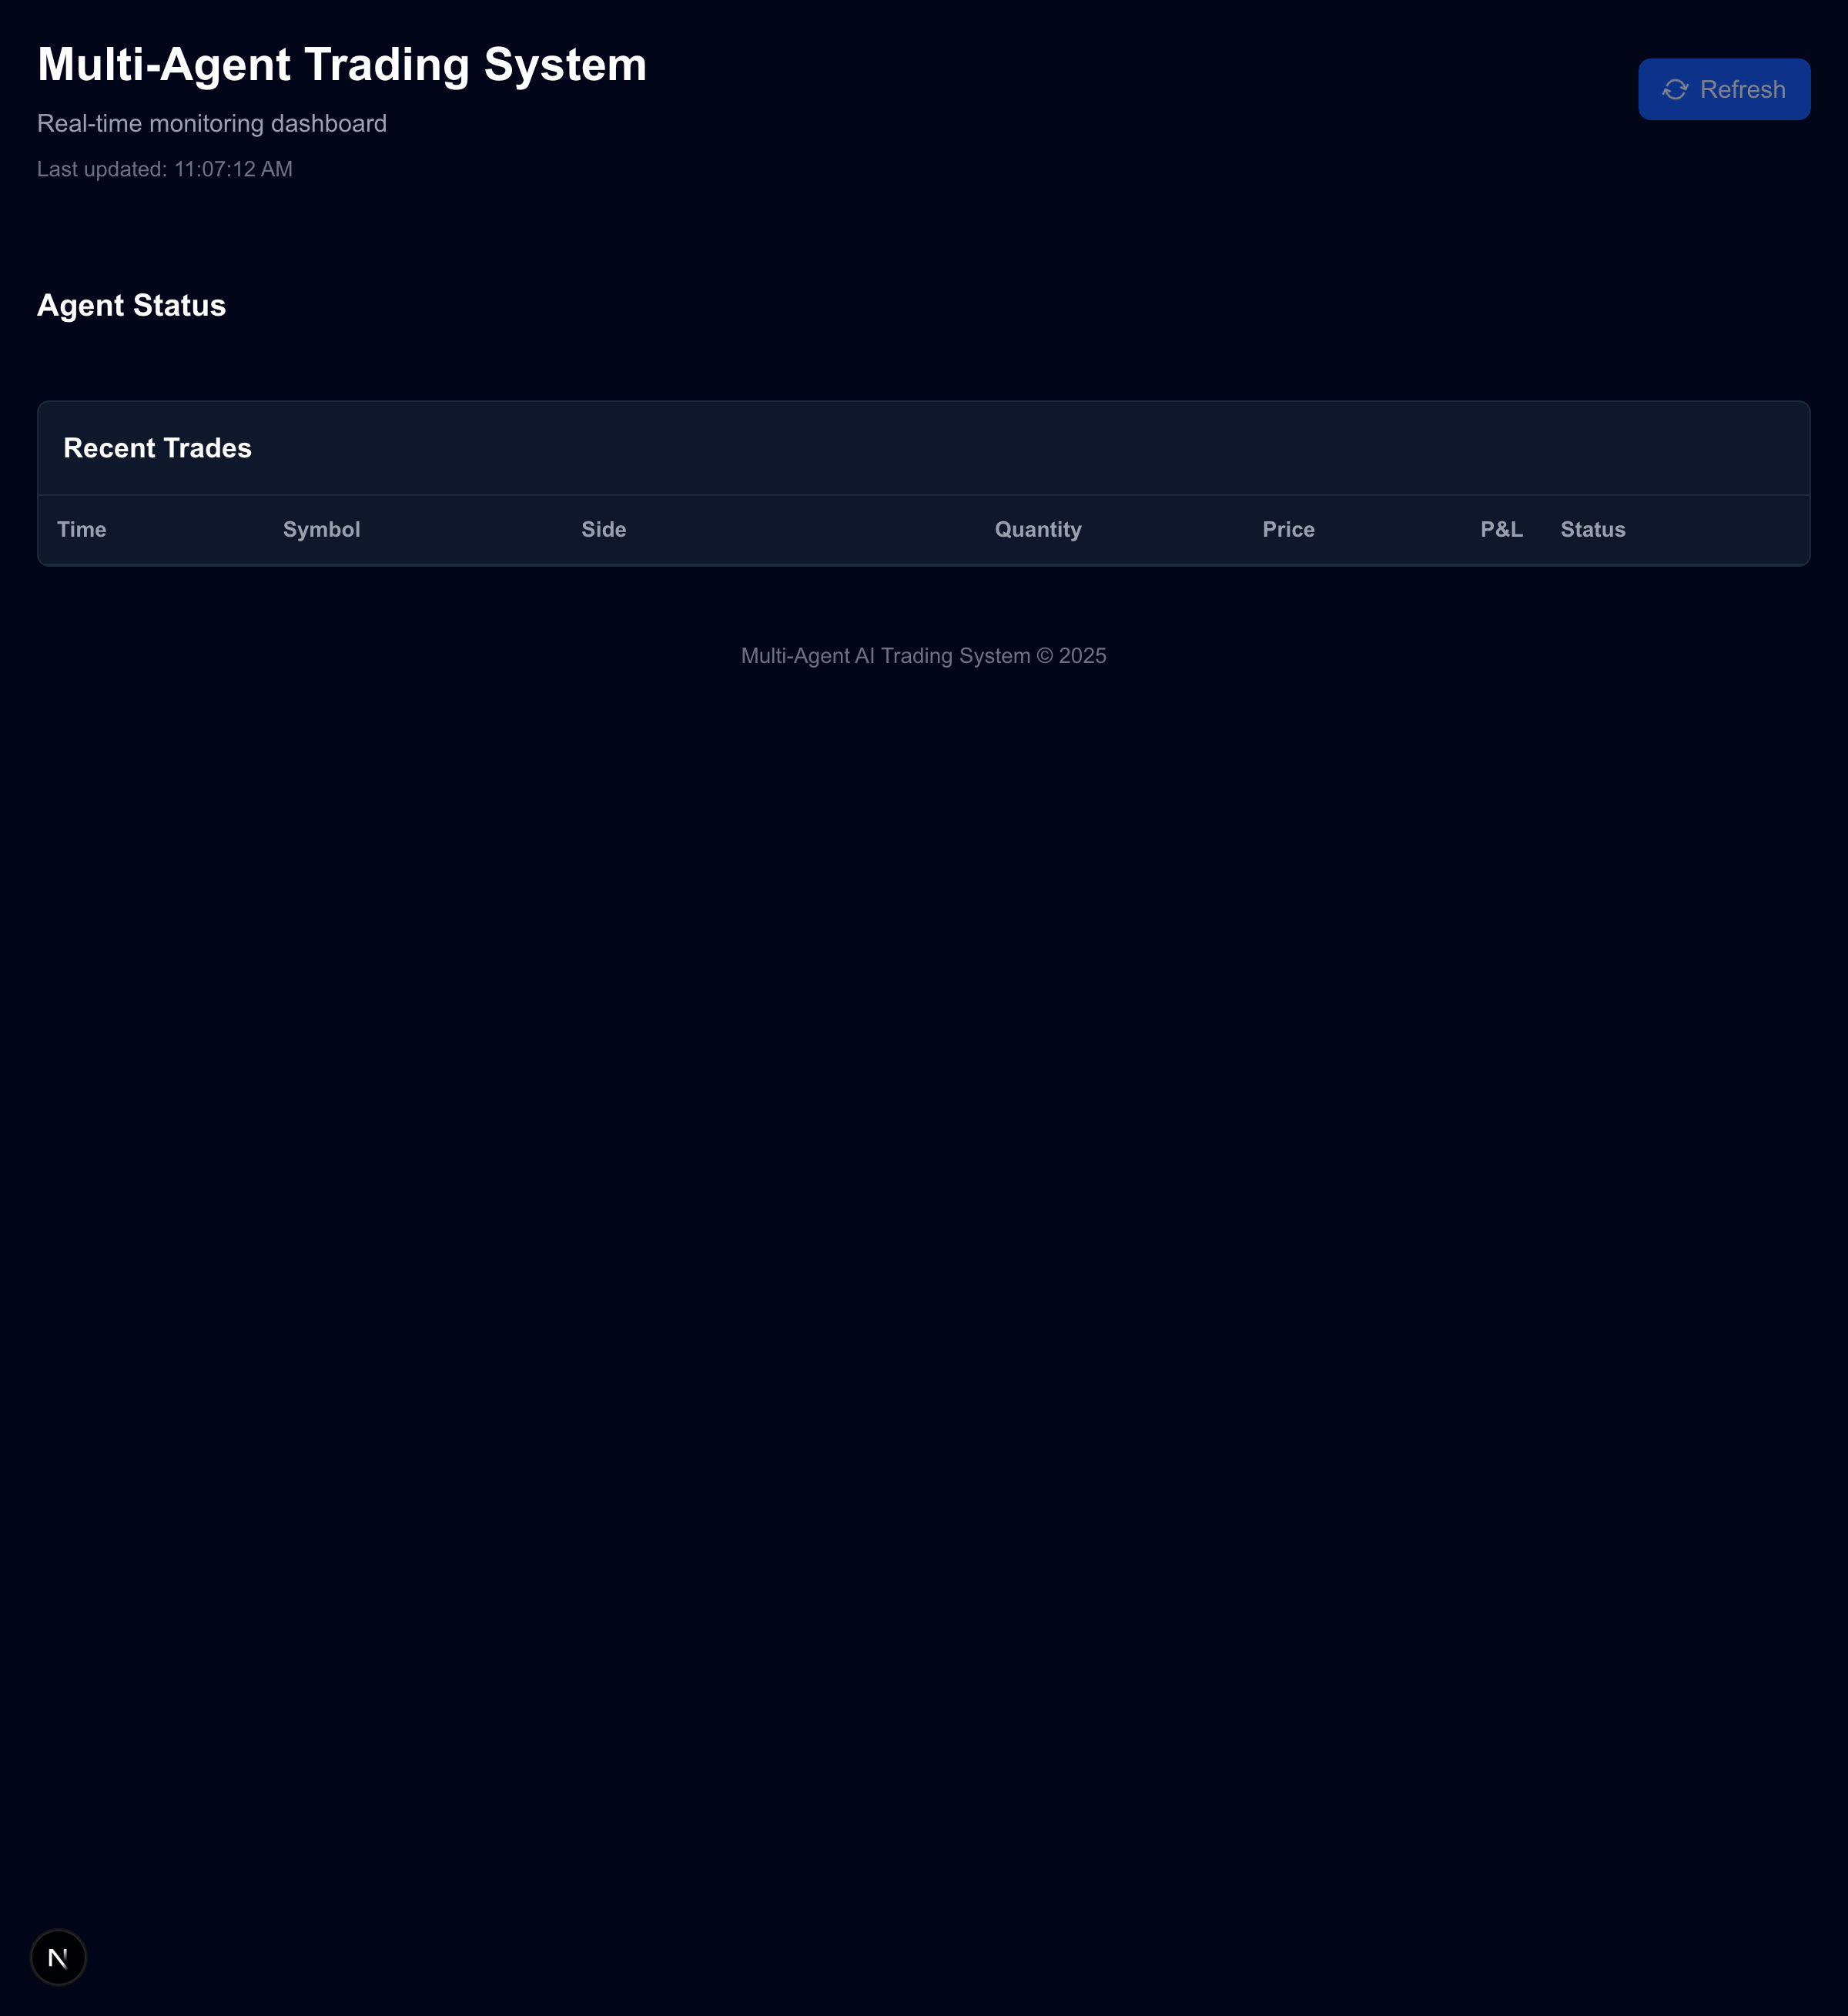 Multi-Agent Trading System
Refresh
Real-time monitoring dashboard
Last updated: 11:07:12 AM
Agent Status
Recent Trades
Time Symbol Side Quantity Price P&L Status
Multi-Agent AI Trading System © 2025
N